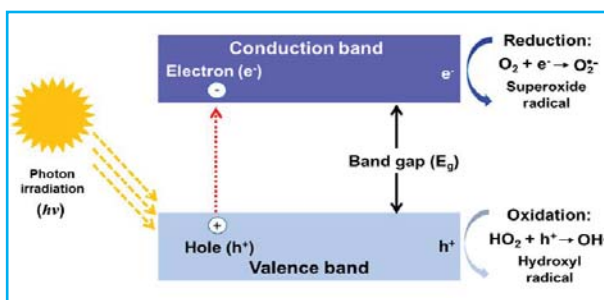 Conduction band
Electron (e-)
-
e-
Reduction:
O₂ + e- → O₂•-
Superoxide
radical
Photon
irradiation
(hv)
Band gap (Eg)
+
Hole (h+)
h+
Valence band
Oxidation:
HO₂ + h+ → OH
Hydroxyl
radical